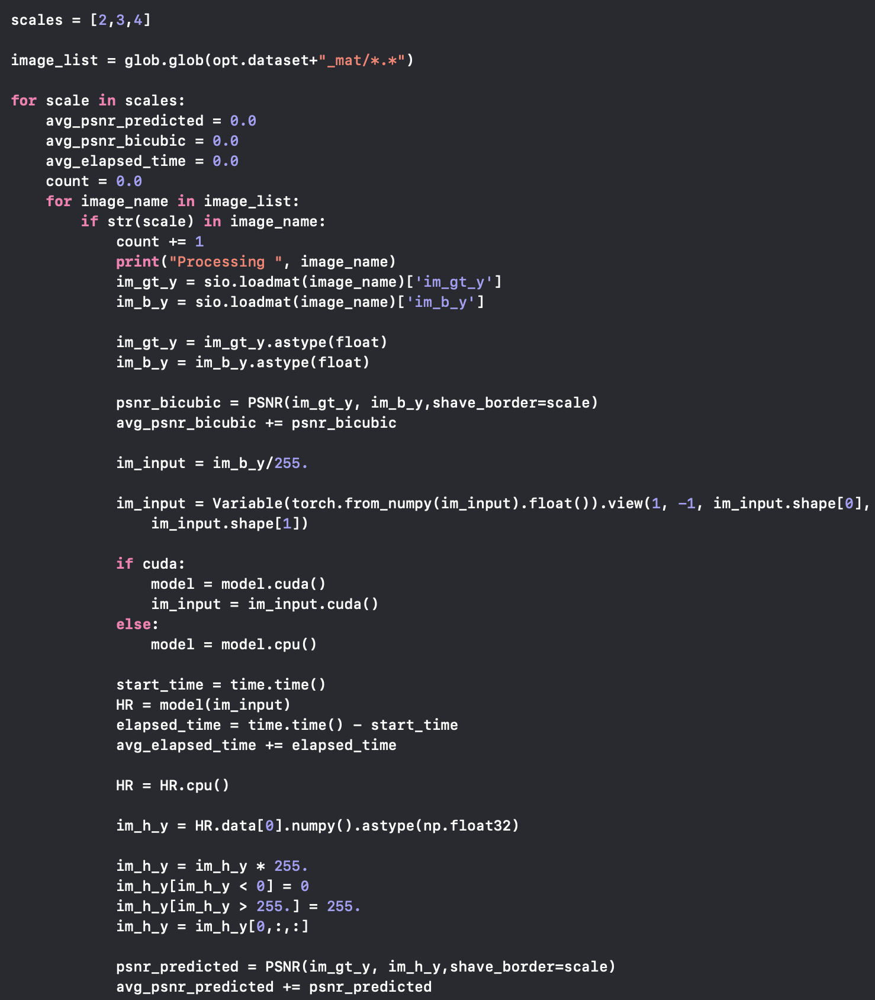 scales = [2,3,4]

image_list = glob.glob(opt.dataset+"_mat/*.*")

for scale in scales:
    avg_psnr_predicted = 0.0
    avg_psnr_bicubic = 0.0
    avg_elapsed_time = 0.0
    count = 0.0
    for image_name in image_list:
        if str(scale) in image_name:
            count += 1
            print("Processing ", image_name)
            im_gt_y = sio.loadmat(image_name)['im_gt_y']
            im_b_y = sio.loadmat(image_name)['im_b_y']

            im_gt_y = im_gt_y.astype(float)
            im_b_y = im_b_y.astype(float)

            psnr_bicubic = PSNR(im_gt_y, im_b_y,shave_border=scale)
            avg_psnr_bicubic += psnr_bicubic

            im_input = im_b_y/255.

            im_input = Variable(torch.from_numpy(im_input).float()).view(1, -1, im_input.shape[0],
                im_input.shape[1])

            if cuda:
                model = model.cuda()
                im_input = im_input.cuda()
            else:
                model = model.cpu()

            start_time = time.time()
            HR = model(im_input)
            elapsed_time = time.time() - start_time
            avg_elapsed_time += elapsed_time

            HR = HR.cpu()

            im_h_y = HR.data[0].numpy().astype(np.float32)

            im_h_y = im_h_y * 255.
            im_h_y[im_h_y < 0] = 0
            im_h_y[im_h_y > 255.] = 255.
            im_h_y = im_h_y[0,:,:]

            psnr_predicted = PSNR(im_gt_y, im_h_y,shave_border=scale)
            avg_psnr_predicted += psnr_predicted